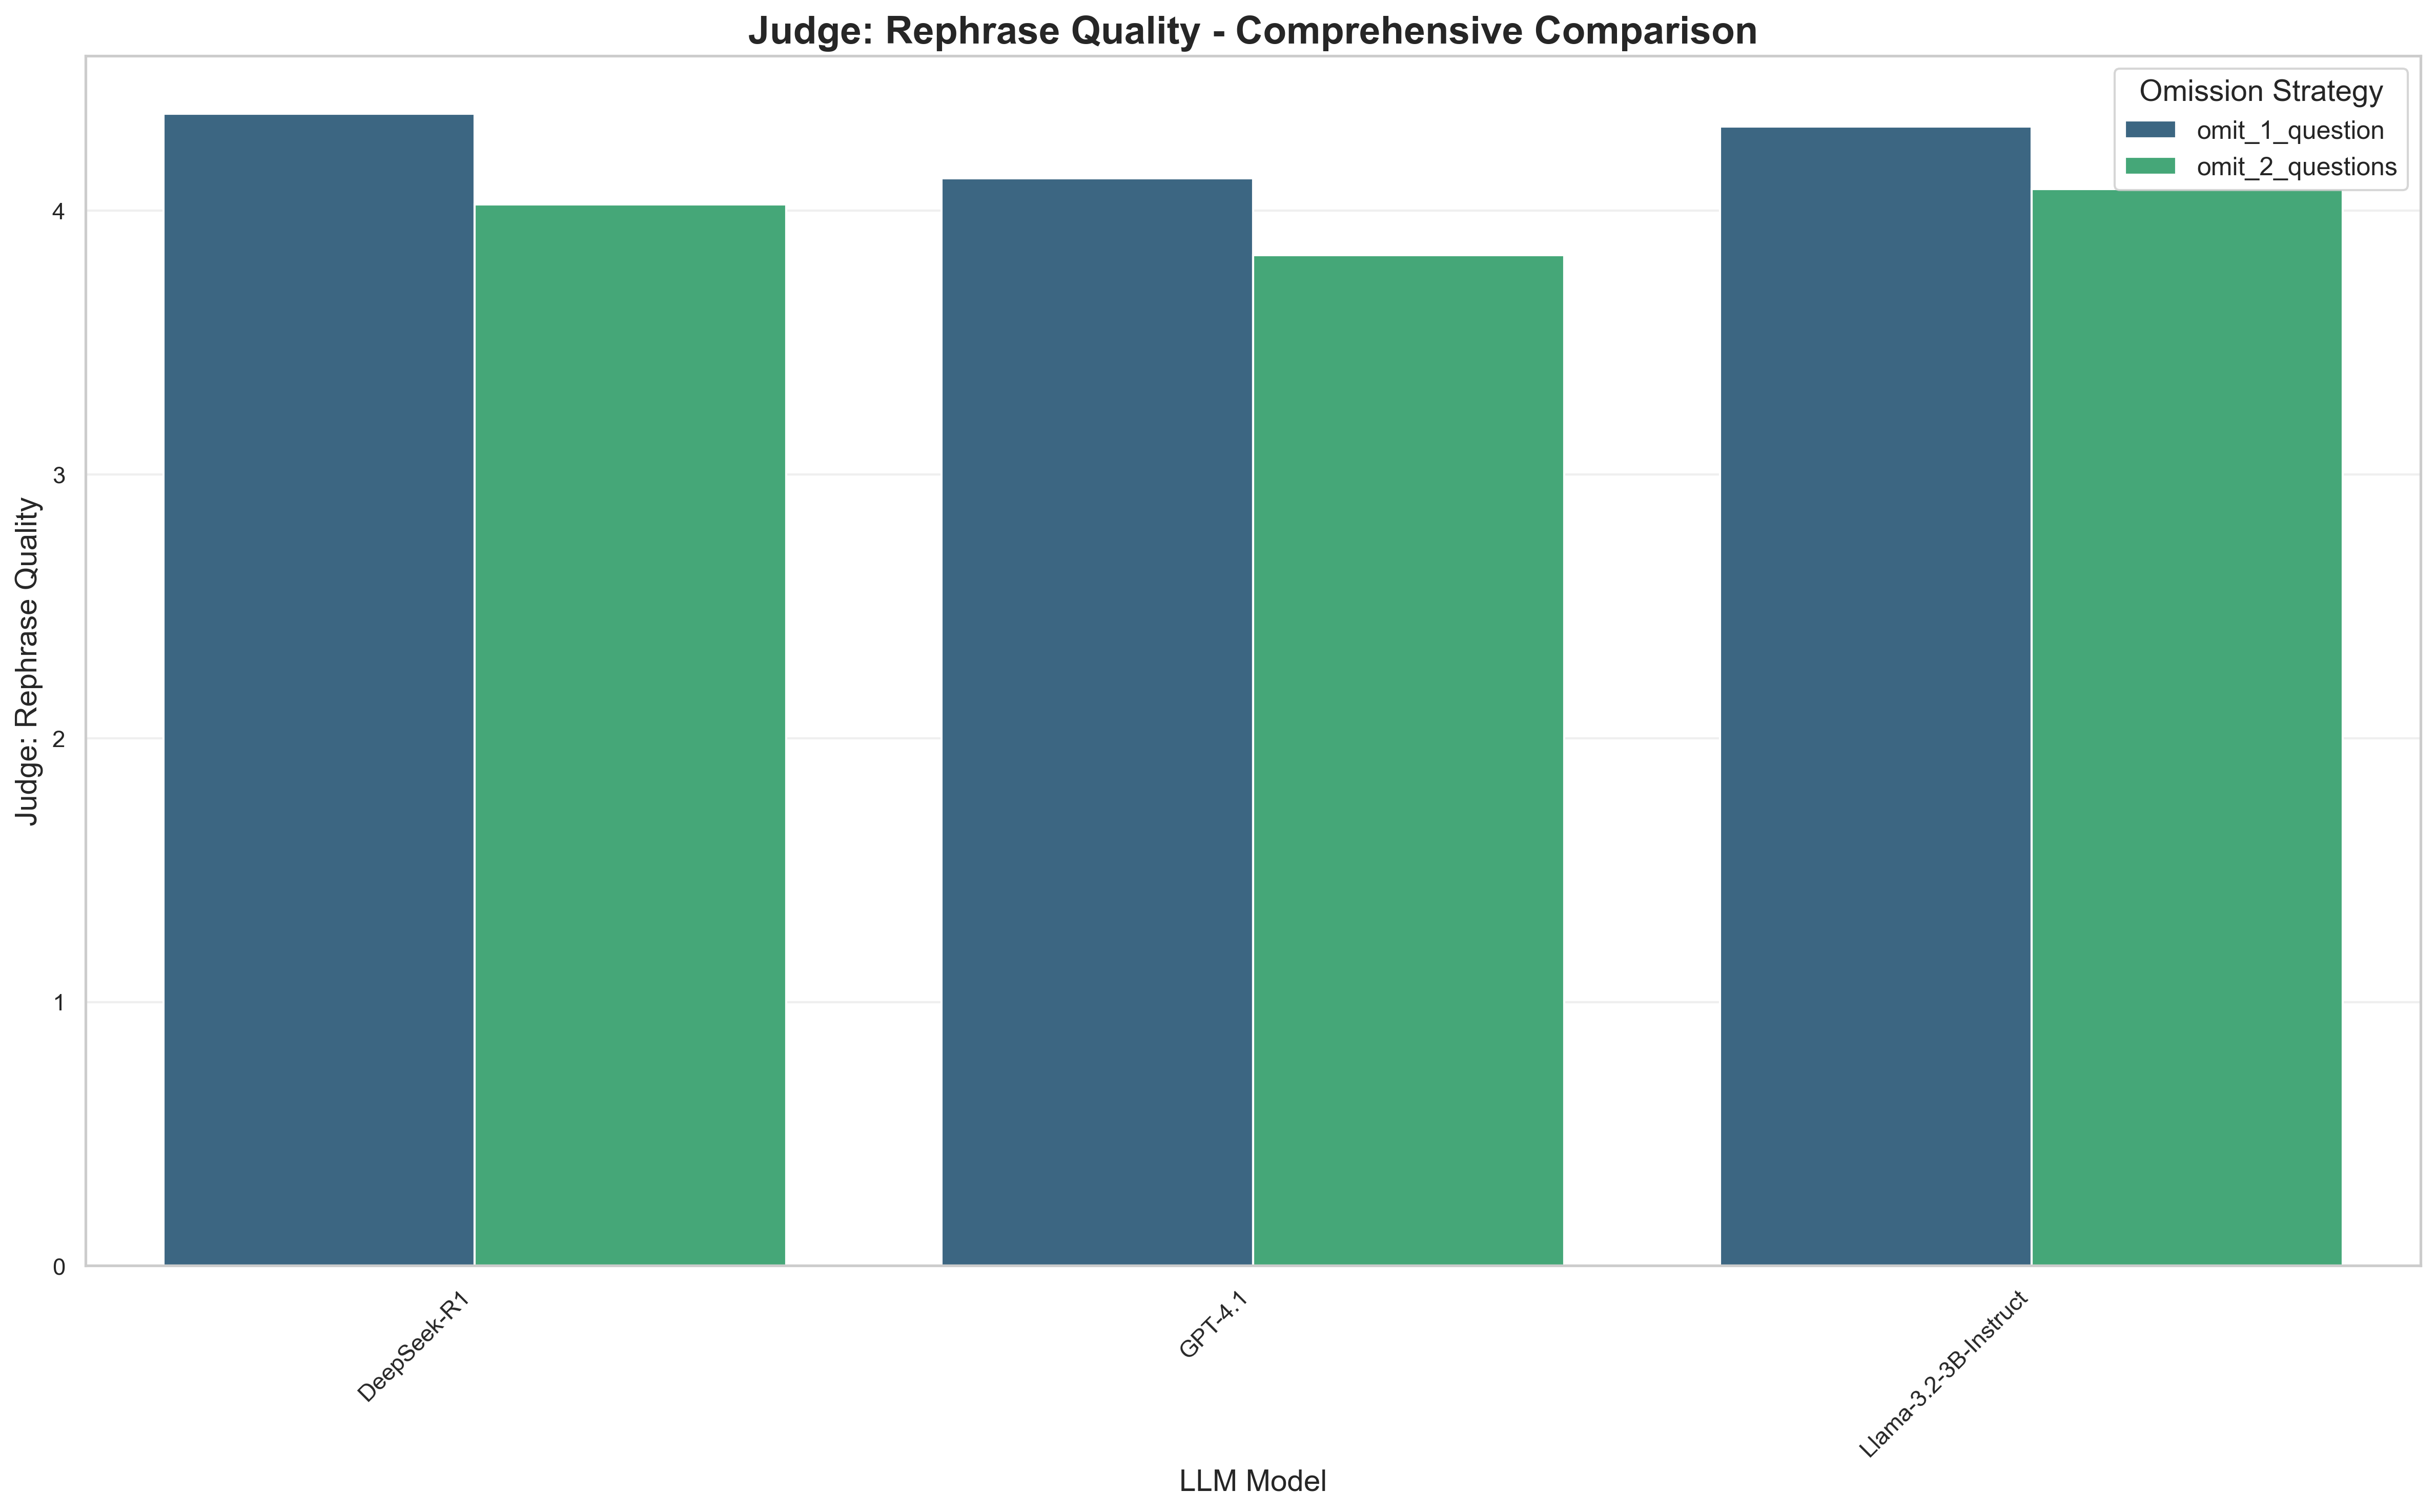 Judge: Rephrase Quality - Comprehensive Comparison
Omission Strategy
omit_1_question
omit_2_questions
Judge: Rephrase Quality
4
3
2
1
0
DeepSeek-R1
GPT-4.1
Llama-3.2-3B-Instruct
LLM Model